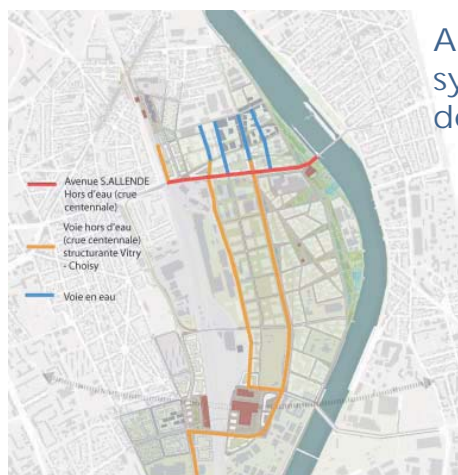 Avenue S.ALLENDE
Hors d'eau (crue
centennale)
Voie hors d'eau
(crue centennale)
structurante Vitry
- Choisy
Voie en eau
A
sy
de